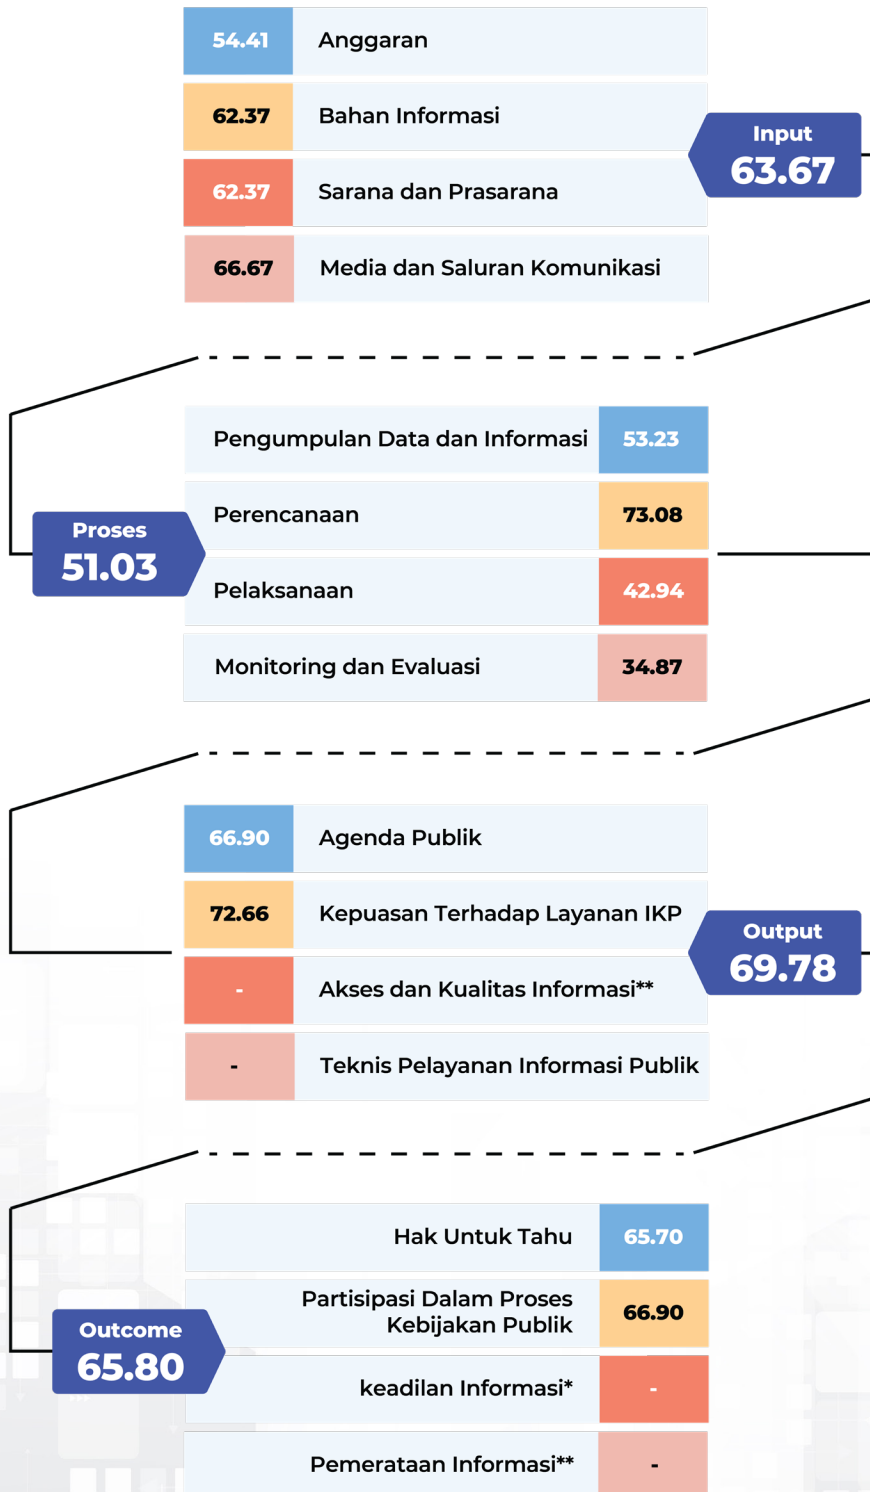 54.41 Anggaran
62.37 Bahan Informasi
Input
63.67
62.37 Sarana dan Prasarana
66.67 Media dan Saluran Komunikasi
Pengumpulan Data dan Informasi 53.23
Perencanaan 73.08
Proses
51.03
Pelaksanaan 42.94
Monitoring dan Evaluasi 34.87
66.90 Agenda Publik
72.66 Kepuasan Terhadap Layanan IKP
Output
69.78
- Akses dan Kualitas Informasi**
- Teknis Pelayanan Informasi Publik
Hak Untuk Tahu 65.70
Partisipasi Dalam Proses
Kebijakan Publik 66.90
Outcome
65.80
keadilan Informasi* -
Pemerataan Informasi** -